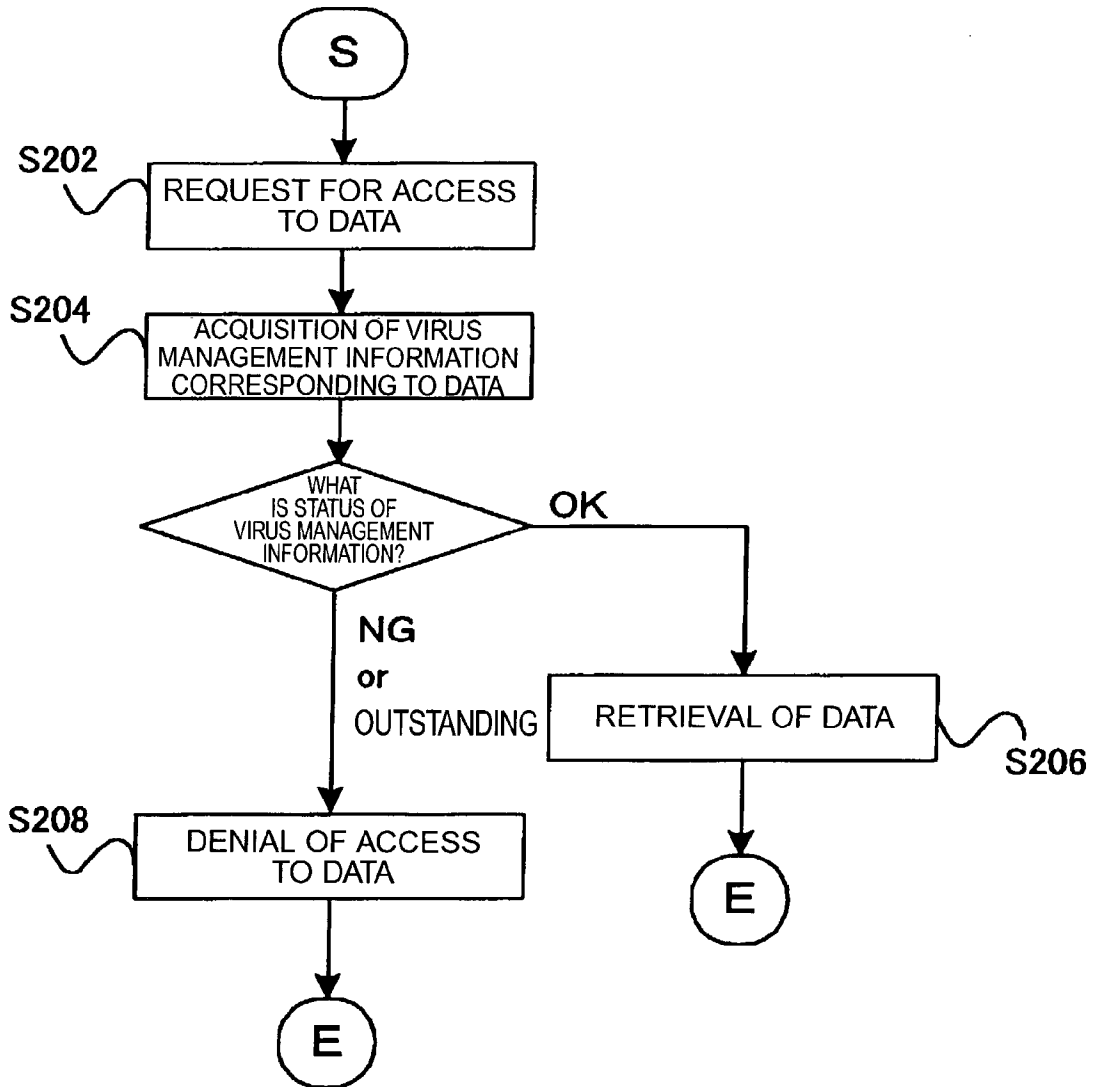 S
S202
REQUEST FOR ACCESS
TO DATA
S204
ACQUISITION OF VIRUS
MANAGEMENT INFORMATION
CORRESPONDING TO DATA
WHAT
IS STATUS OF
VIRUS MANAGEMENT
INFORMATION?
OK
NG
or
OUTSTANDING
RETRIEVAL OF DATA
S206
S208
DENIAL OF ACCESS
TO DATA
E
E